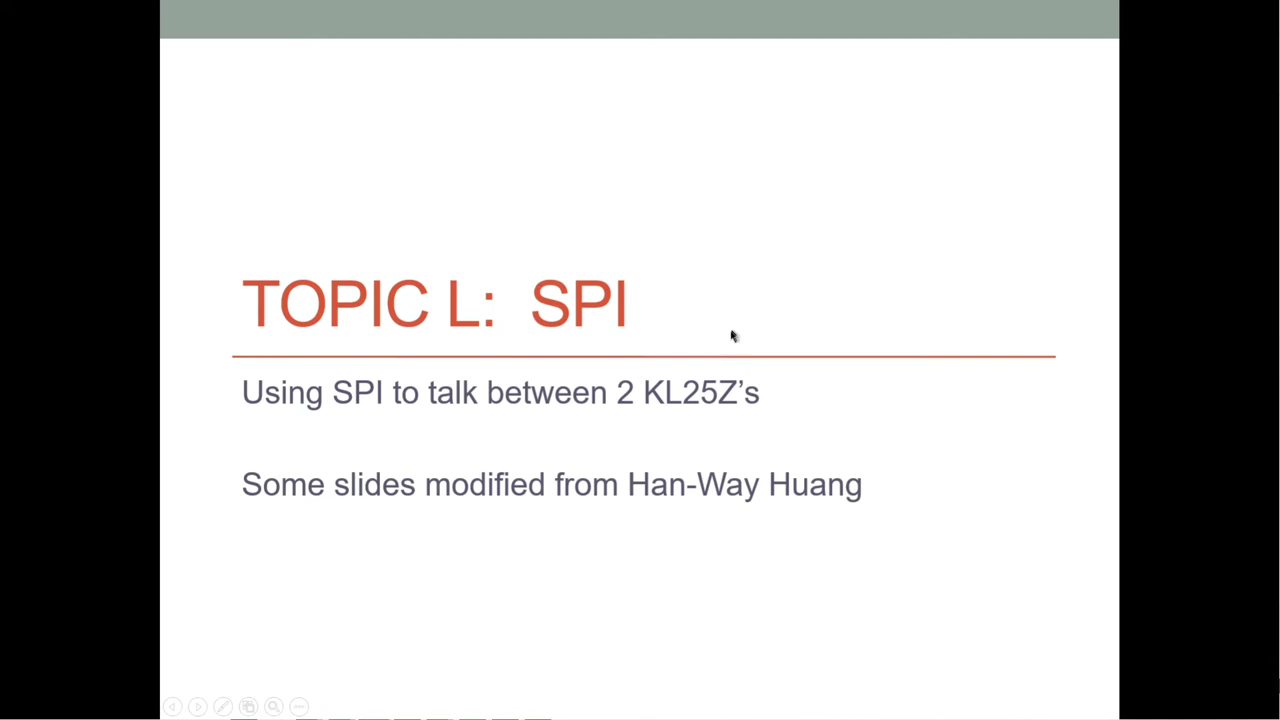 TOPIC L: SPI
Using SPI to talk between 2 KL25Z’s
Some slides modified from Han-Way Huang